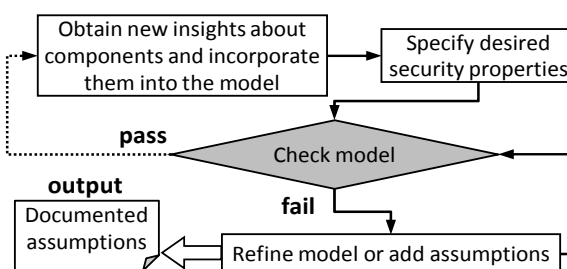 Obtain new insights about
components and incorporate
them into the model
Specify desired
security properties
pass
Check model
output
fail
Documented
assumptions
Refine model or add assumptions